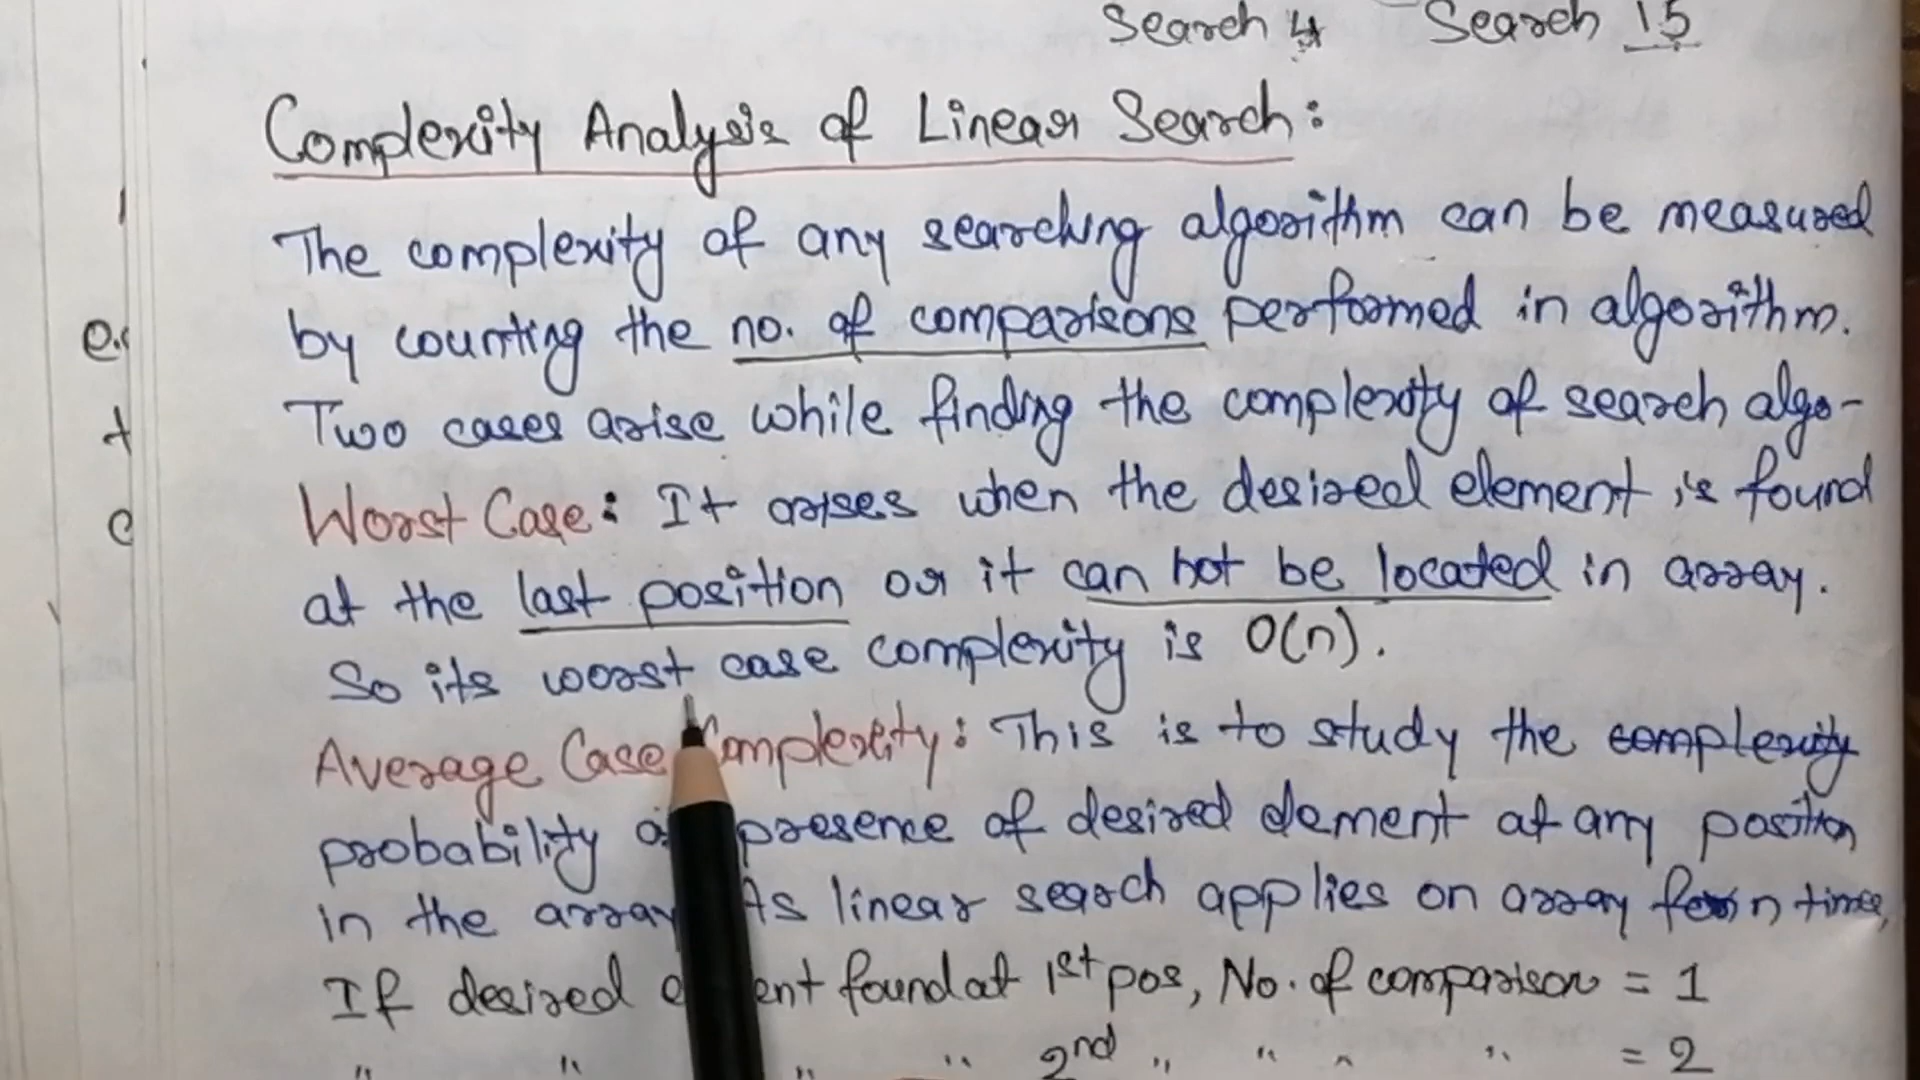 Search 4 Search 15
Complexity Analysis of Linear Search:
The complexity of any searching algorithm can be measured
by counting the no. of comparisons performed in algorithm.
Two cases arise while finding the complexity of search algo-
Worst Case: It arises when the desired element is found
at the last position or it can not be located in array.
So its worst case complexity is O(n).
Average Case Complexity: This is to study the complexity
probability presence of desired element at any position
in the array As linear search applies on array for n times,
If desired ent found at 1st pos, No. of comparison = 1
" " " " 2nd " " " " = 2